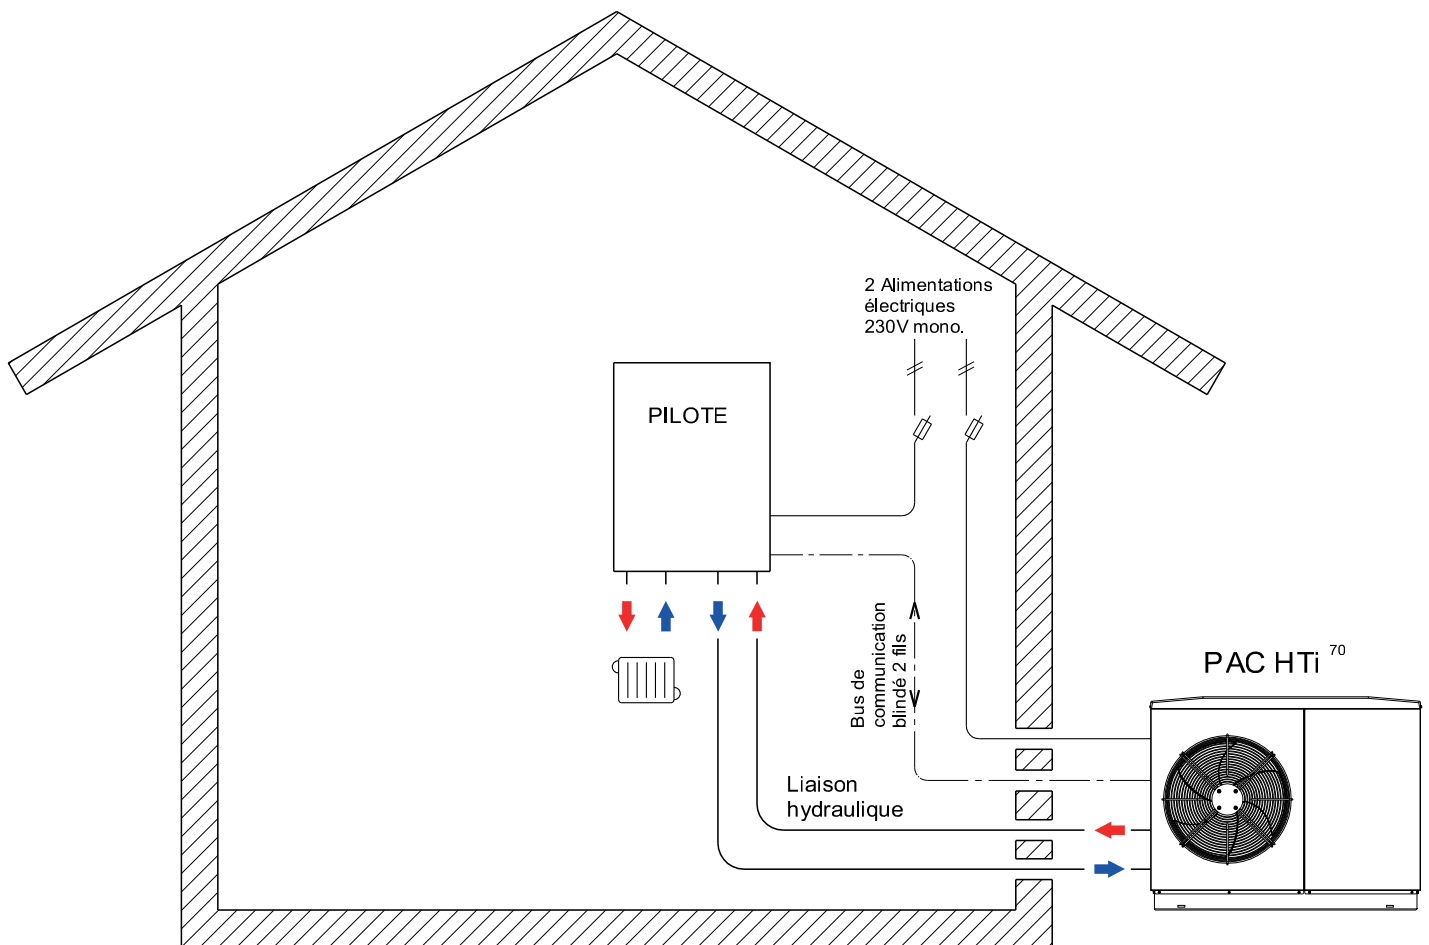 2 Alimentations
électriques
230V mono.
PILOTE
Bus de
communication
blindé 2 fils
PAC HTi 70
Liaison
hydraulique